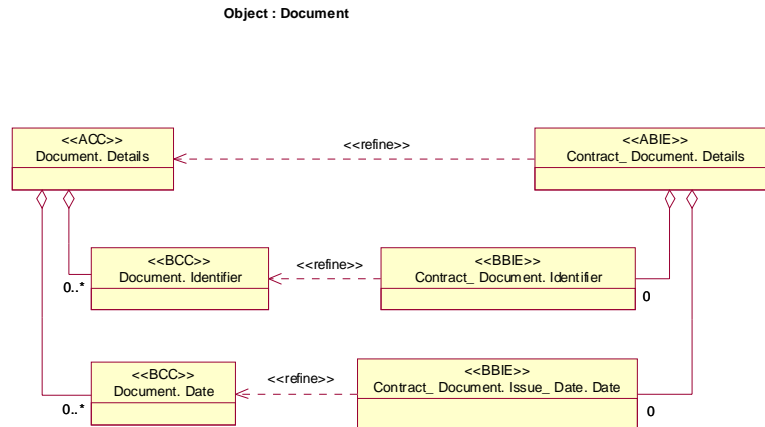 Object : Document
<<ACC>>
Document. Details
<<refine>>
<<ABIE>>
Contract_ Document. Details
<<BCC>>
Document. Identifier
0..*
<<refine>>
<<BBIE>>
Contract_ Document. Identifier
0
<<BCC>>
Document. Date
0..*
<<refine>>
<<BBIE>>
Contract_ Document. Issue_ Date. Date
0